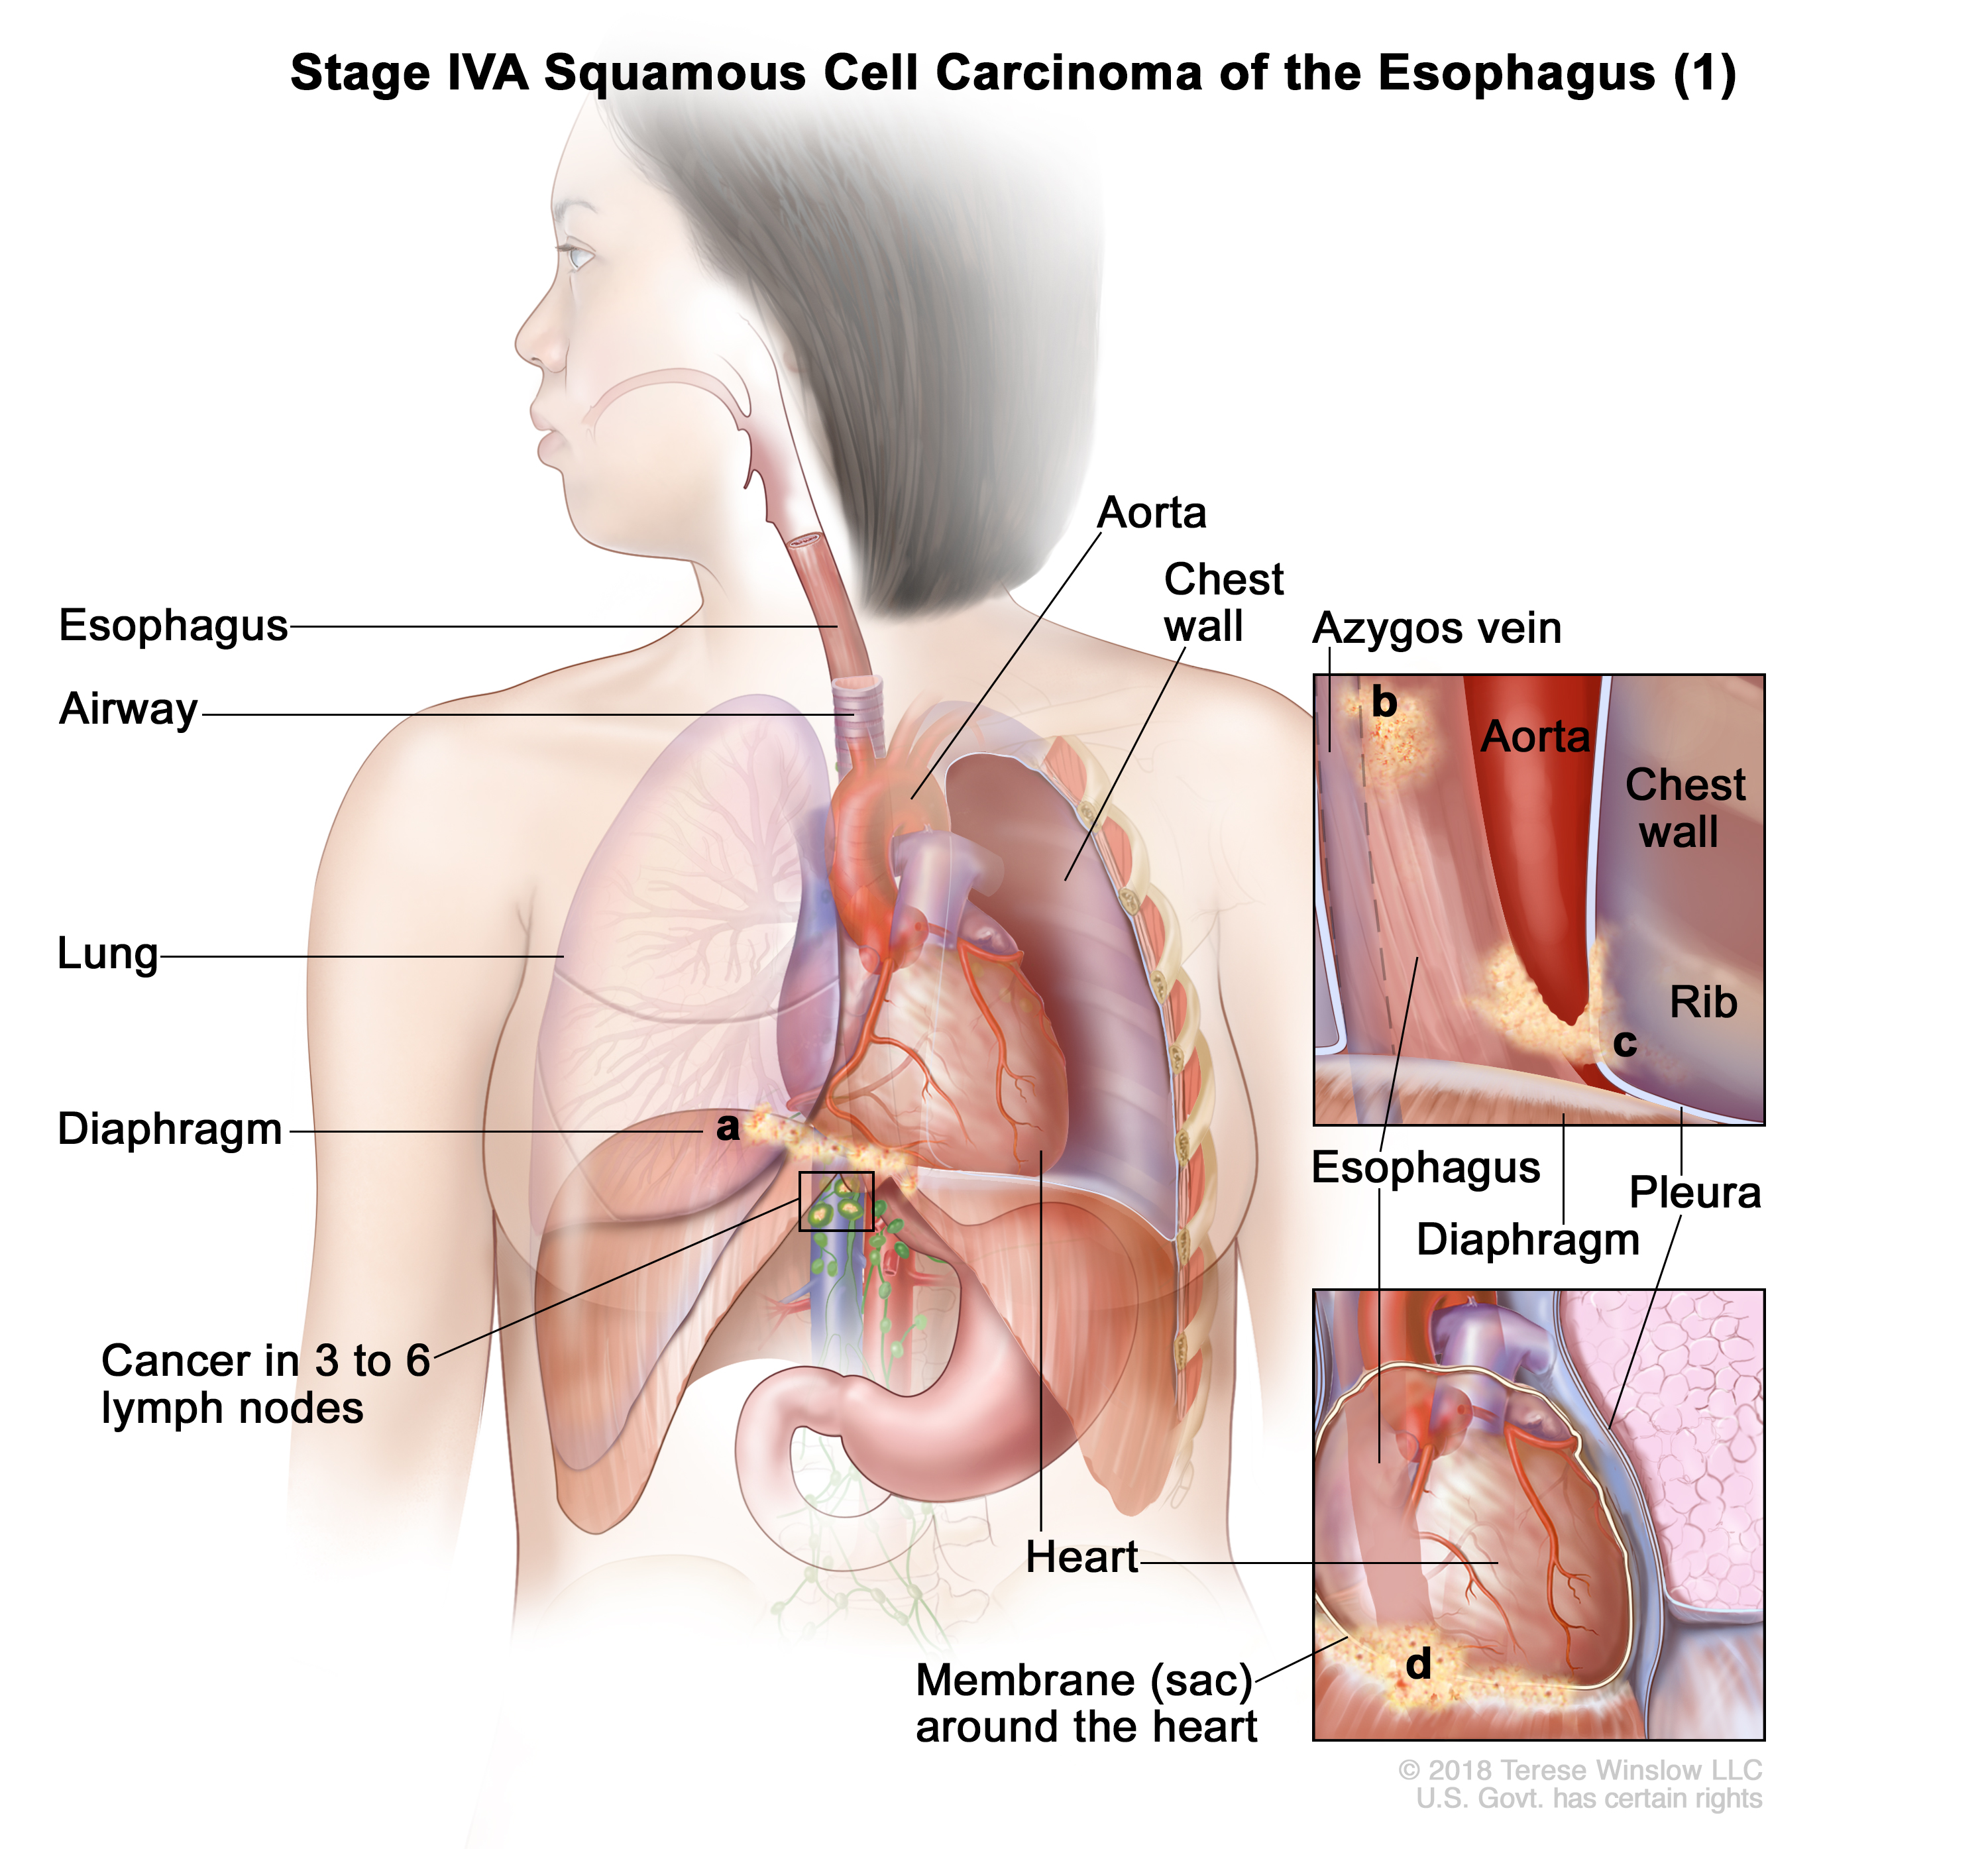 Stage IVA Squamous Cell Carcinoma of the Esophagus (1)
Aorta
Chest
wall
Esophagus
Airway
Lung
Diaphragm
a
Cancer in 3 to 6
lymph nodes
Heart
Membrane (sac)
around the heart
Azygos vein
b
Aorta
Chest
wall
Rib
c
Esophagus
Pleura
Diaphragm
d
© 2018 Terese Winslow LLC
U.S. Govt. has certain rights